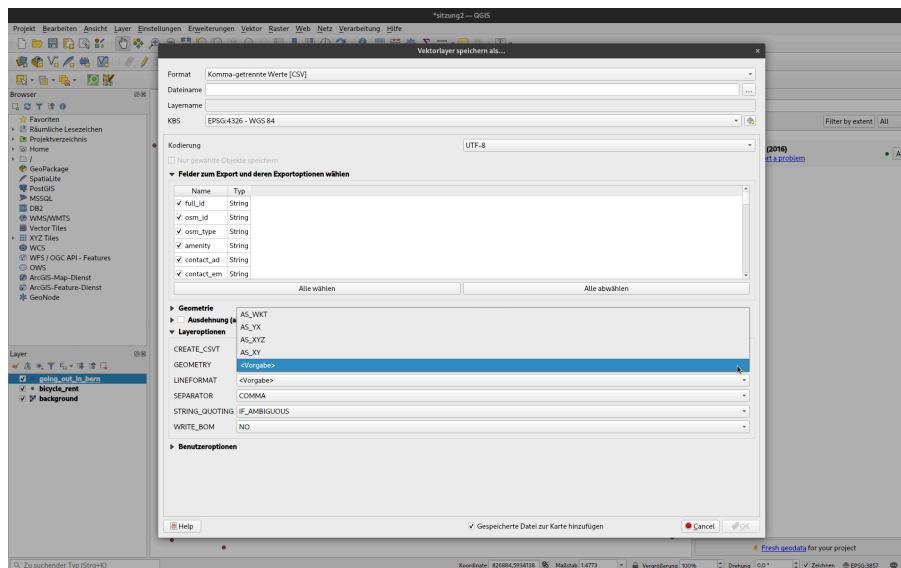 *sitzung2 — QGIS
Projekt Bearbeiten Ansicht Layer Einstellungen Erweiterungen Vektor Raster Web Netz Verarbeitung Hilfe
Vektorlayer speichern als...
Format Komma-getrennte Werte [CSV]
Dateiname
Layername
KBS EPSG:4326 - WGS 84
Kodierung UTF-8
Nur gewählte Objekte speichern
Felder zum Export und deren Exportoptionen wählen
Name Typ
full_id String
osm_id String
osm_type String
amenity String
contact_ad String
contact_em String
Alle wählen Alle abwählen
Geometrie
Ausdehnung (a
Layeroptionen
AS_WKT
AS_YX
AS_XYZ
AS_XY
<Vorgabe>
CREATE_CSVT
GEOMETRY
LINEFORMAT <Vorgabe>
SEPARATOR COMMA
STRING_QUOTING IF_AMBIGUOUS
WRITE_BOM NO
Benutzeroptionen
Help Gespeicherte Datei zur Karte hinzufügen Cancel OK
Browser
Favoriten
Räumliche Lesezeichen
Projektverzeichnis
Home
/
GeoPackage
SpatiaLite
PostGIS
MSSQL
DB2
WMS/WMTS
Vector Tiles
XYZ Tiles
WCS
WFS / OGC API - Features
OWS
ArcGIS-Map-Dienst
ArcGIS-Feature-Dienst
GeoNode
Layer
going_out_in_bern
bicycle_rent
background
Filter by extent All
(2016)
rt a problem
A
Fresh geodata for your project
Zu suchender Typ (Strg+K) Koordinate 826884,5934136 Maßstab 1:4773 Vergrößerung 100% Drehung 0,0 ° Zeichnen EPSG:3857